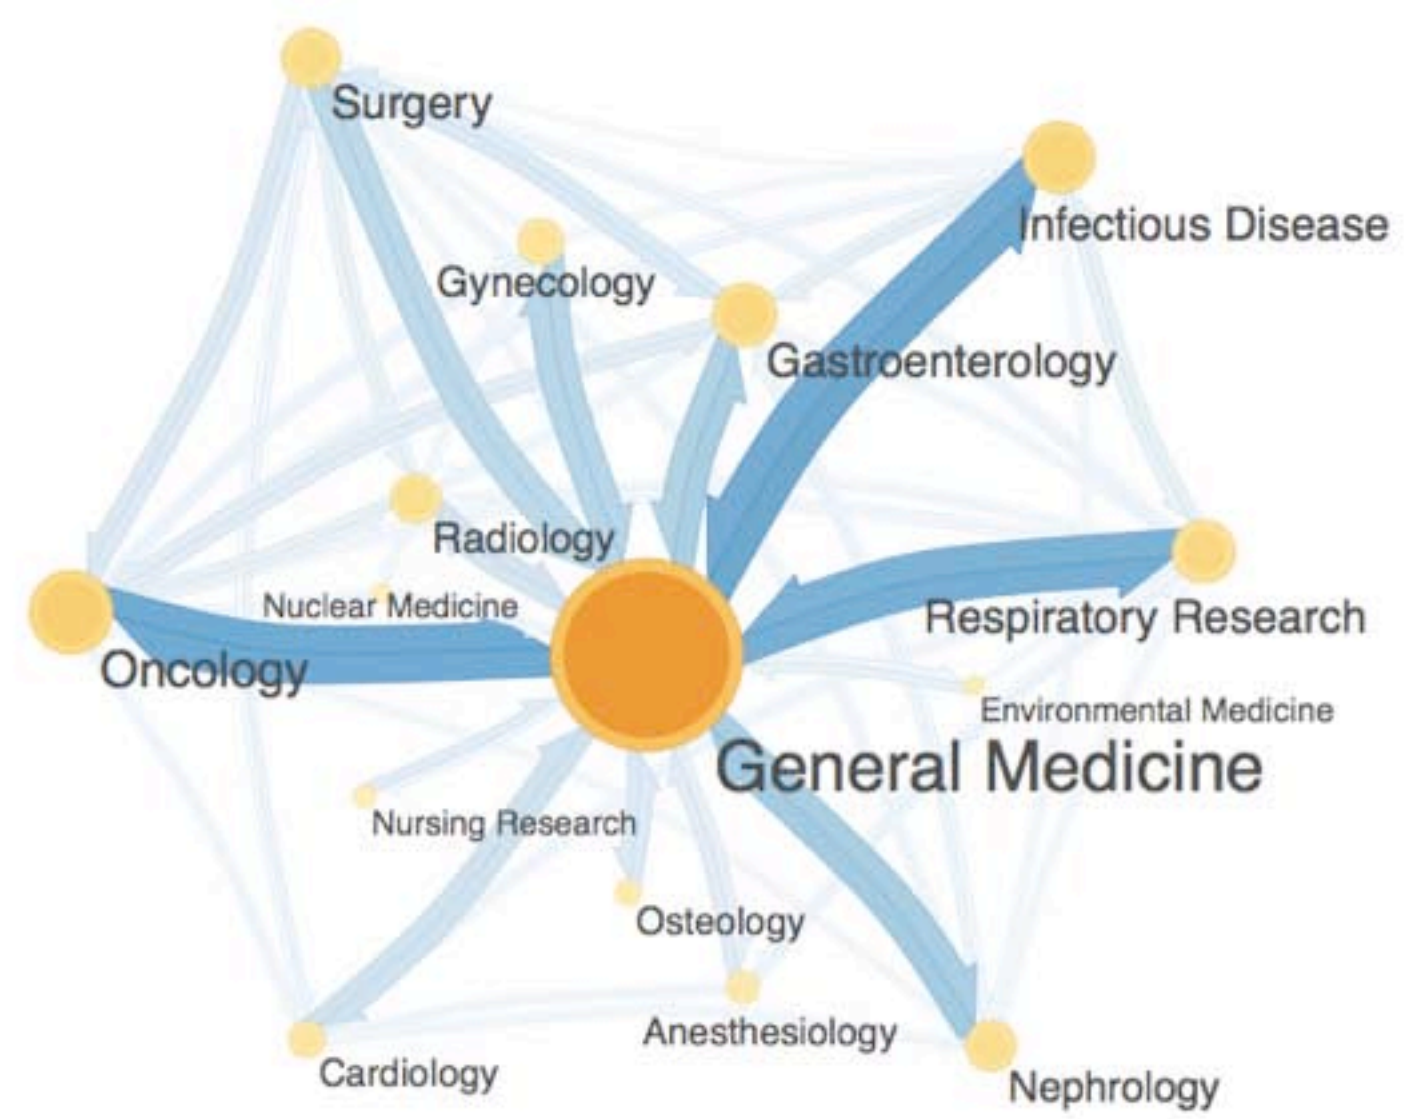 Surgery
Infectious Disease
Gynecology
Gastroenterology
Radiology
Nuclear Medicine
Respiratory Research
Oncology
Environmental Medicine
General Medicine
Nursing Research
Osteology
Anesthesiology
Cardiology
Nephrology